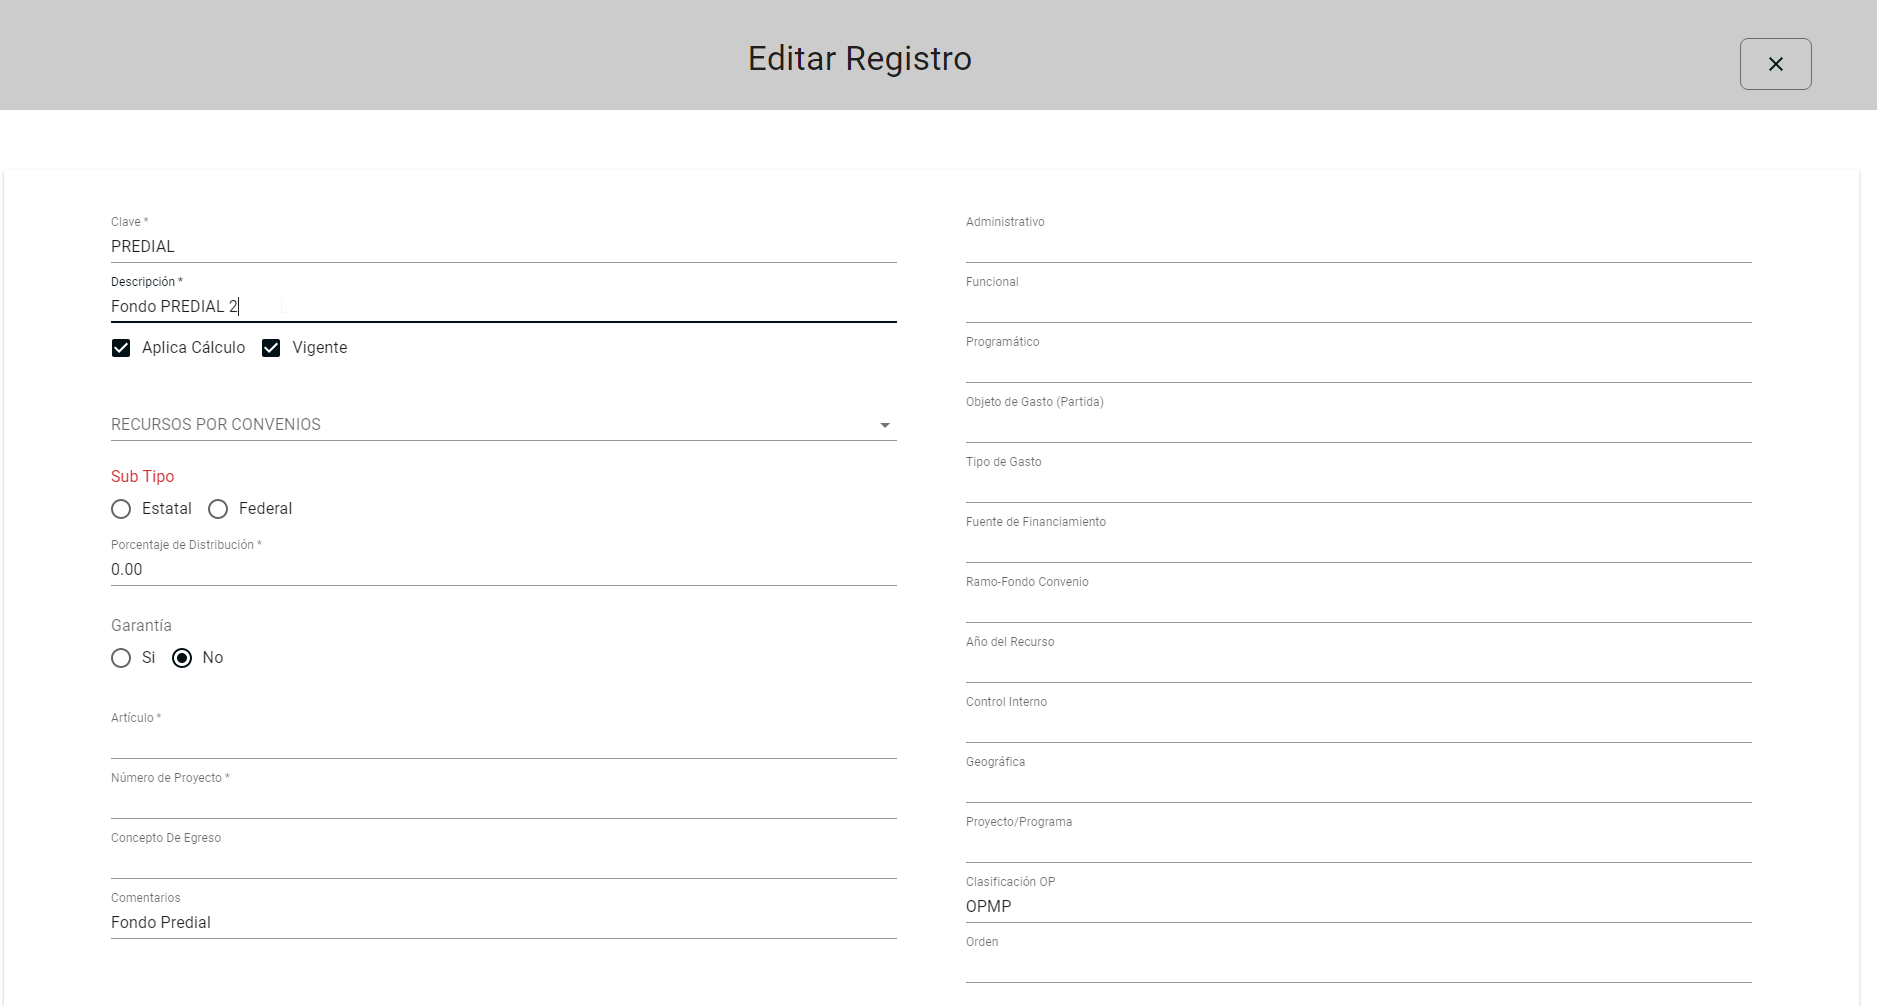 Editar Registro
Clave *
PREDIAL
Descripción *
Fondo PREDIAL 2
Aplica Cálculo
Vigente
RECURSOS POR CONVENIOS
Sub Tipo
Estatal
Federal
Porcentaje de Distribución *
0.00
Garantía
Si
No
Artículo *
Número de Proyecto *
Concepto De Egreso
Comentarios
Fondo Predial
Administrativo
Funcional
Programático
Objeto de Gasto (Partida)
Tipo de Gasto
Fuente de Financiamiento
Ramo-Fondo Convenio
Año del Recurso
Control Interno
Geográfica
Proyecto/Programa
Clasificación OP
OPMP
Orden